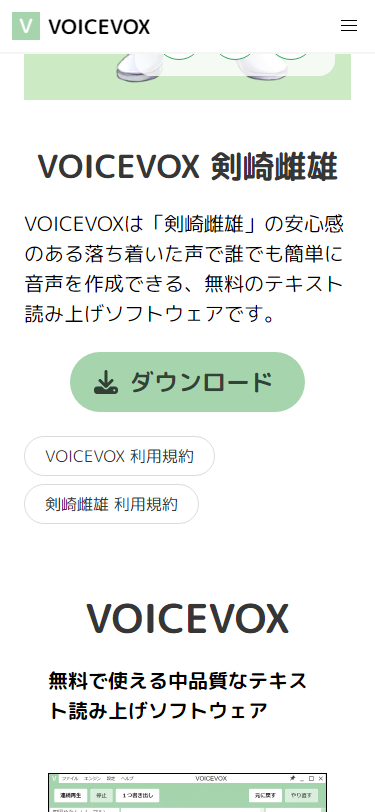 V VOICEVOX
VOICEVOX 剣崎雌雄
VOICEVOXは「剣崎雌雄」の安心感
のある落ち着いた声で誰でも簡単に
音声を作成できる、無料のテキスト
読み上げソフトウェアです。
ダウンロード
VOICEVOX 利用規約
剣崎雌雄 利用規約
VOICEVOX
無料で使える中品質なテキス
ト読み上げソフトウェア
V ファイル エンジン 設定 ヘルプ VOICEVOX
連続再生 停止 1つ書き出し 元に戻す やり直す